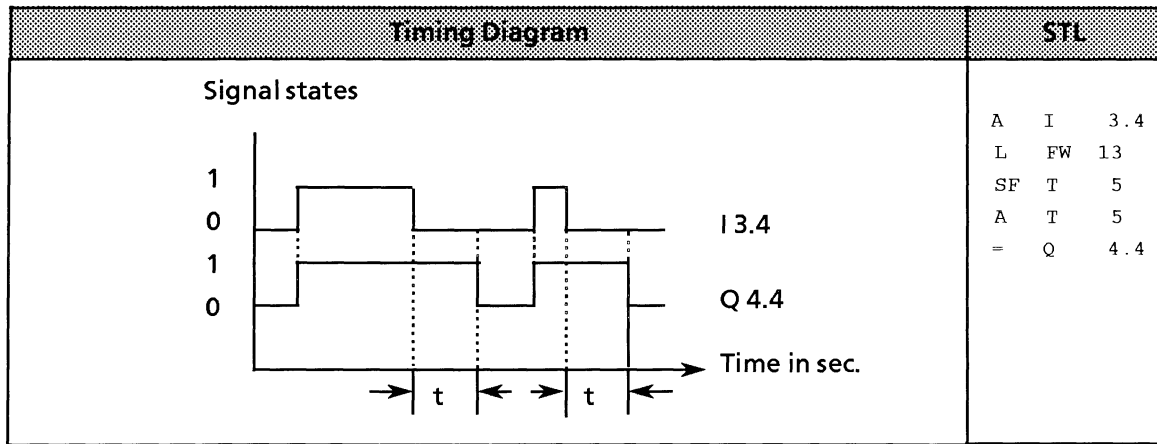 Timing Diagram
STL
Signal states
1
0
I 3.4
1
0
Q 4.4
Time in sec.
t
t
A I 3.4
L FW 13
SF T 5
A T 5
= Q 4.4